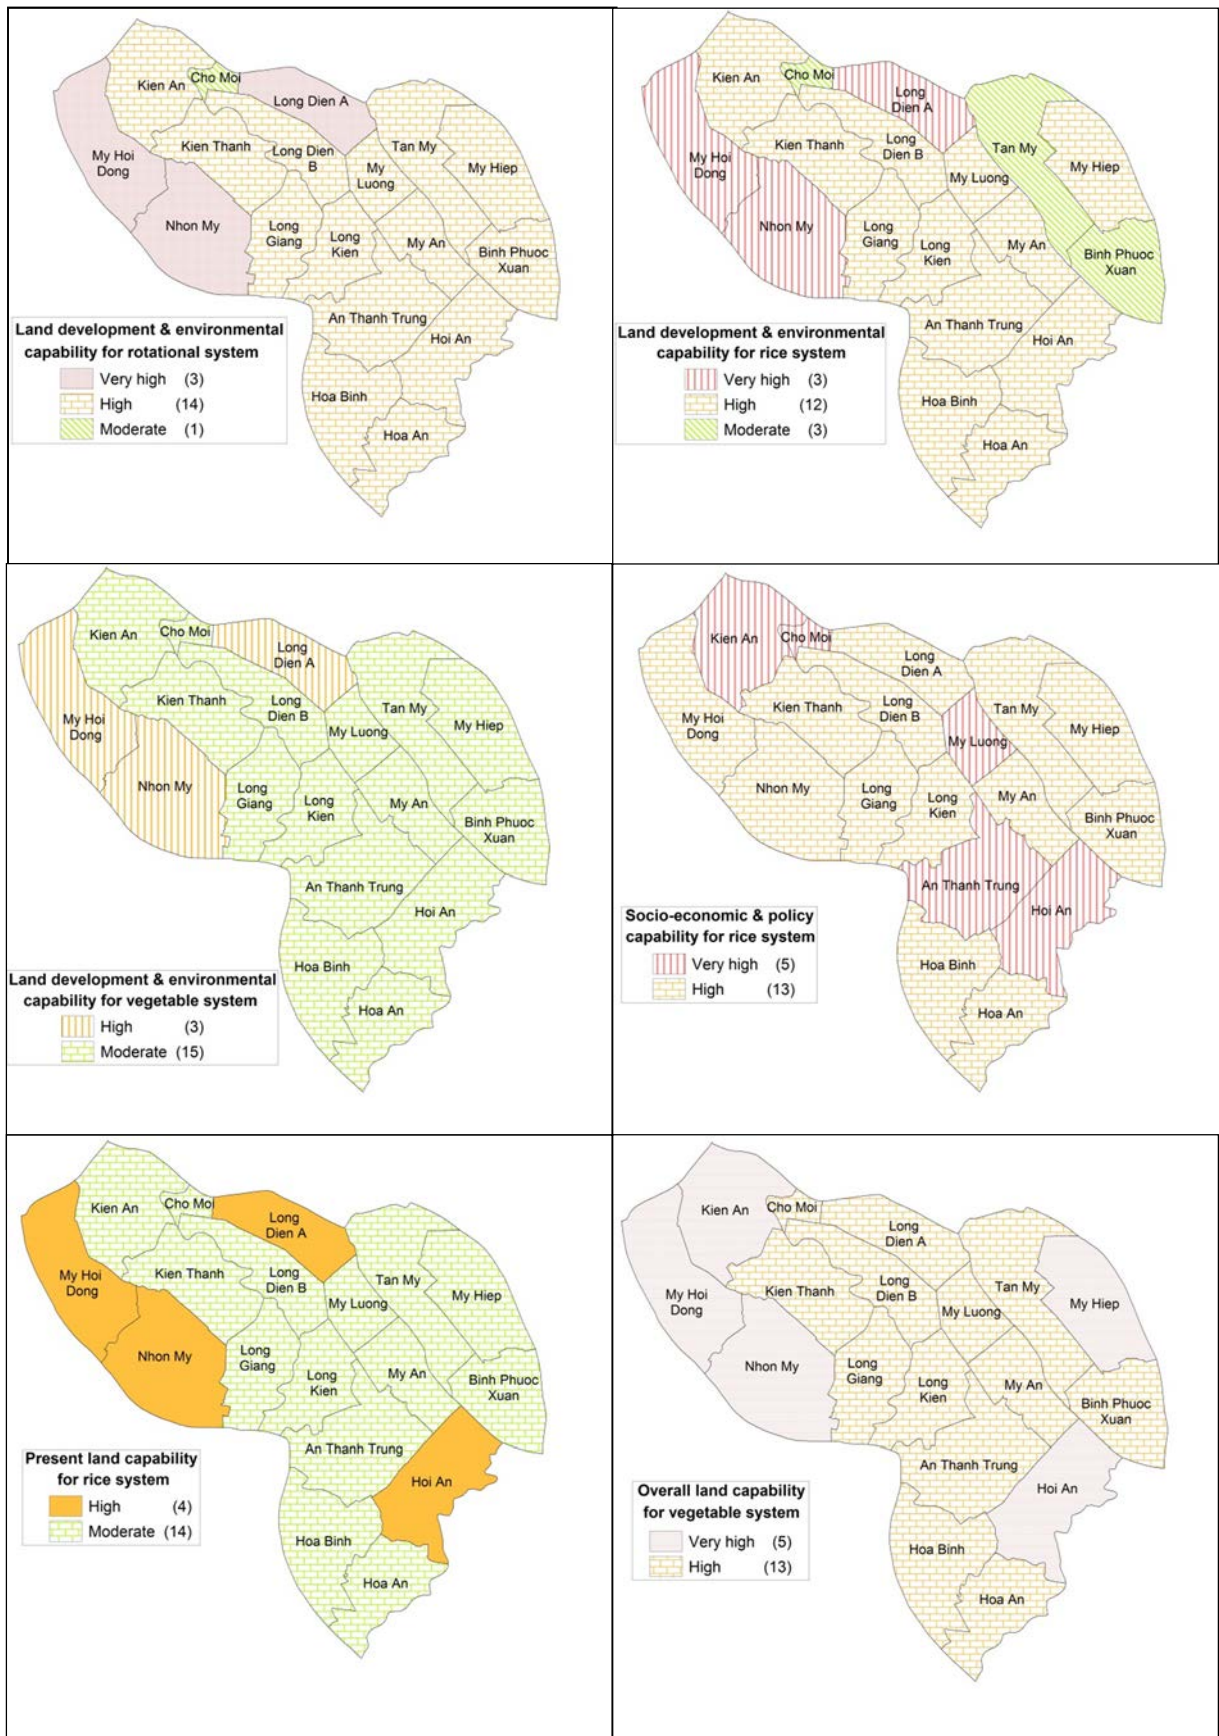 Kien An
Cho Moi
Long Dien A
My Hoi
Dong
Kien Thanh
Long Dien
B
Tan My
My
Luong
My Hiep
Nhon My
Long
Giang
Long
Kien
My An
Binh Phuoc
Xuan
An Thanh Trung
Hoi An
Hoa Binh
Hoa An
Land development & environmental
capability for rotational system
Very high (3)
High (14)
Moderate (1)
Kien An
Cho Moi
Long
Dien A
My Hoi
Dong
Kien Thanh
Long
Dien B
Tan My
My Luong
My Hiep
Nhon My
Long
Giang
Long
Kien
My An
Binh Phuoc
Xuan
An Thanh Trung
Hoi An
Hoa Binh
Hoa An
Land development & environmental
capability for rice system
Very high (3)
High (12)
Moderate (3)
Kien An
Cho Moi
Long
Dien A
My Hoi
Dong
Kien Thanh
Long
Dien B
Tan My
My Luong
My Hiep
Nhon My
Long
Giang
Long
Kien
My An
Binh Phuoc
Xuan
An Thanh Trung
Hoi An
Hoa Binh
Hoa An
Land development & environmental
capability for vegetable system
High (3)
Moderate (15)
Kien An
Cho Moi
Long
Dien A
My Hoi
Dong
Kien Thanh
Long
Dien B
Tan My
My Luong
My Hiep
Nhon My
Long
Giang
Long
Kien
My An
Binh Phuoc
Xuan
An Thanh Trung
Hoi An
Hoa Binh
Hoa An
Socio-economic & policy
capability for rice system
Very high (5)
High (13)
Kien An
Cho Moi
Long
Dien A
My Hoi
Dong
Kien Thanh
Long
Dien B
Tan My
My Luong
My Hiep
Nhon My
Long
Giang
Long
Kien
My An
Binh Phuoc
Xuan
An Thanh Trung
Hoi An
Hoa Binh
Hoa An
Present land capability
for rice system
High (4)
Moderate (14)
Kien An
Cho Moi
Long
Dien A
My Hoi
Dong
Kien Thanh
Long
Dien B
Tan My
My Luong
My Hiep
Nhon My
Long
Giang
Long
Kien
My An
Binh Phuoc
Xuan
An Thanh Trung
Hoi An
Hoa Binh
Hoa An
Overall land capability
for vegetable system
Very high (5)
High (13)